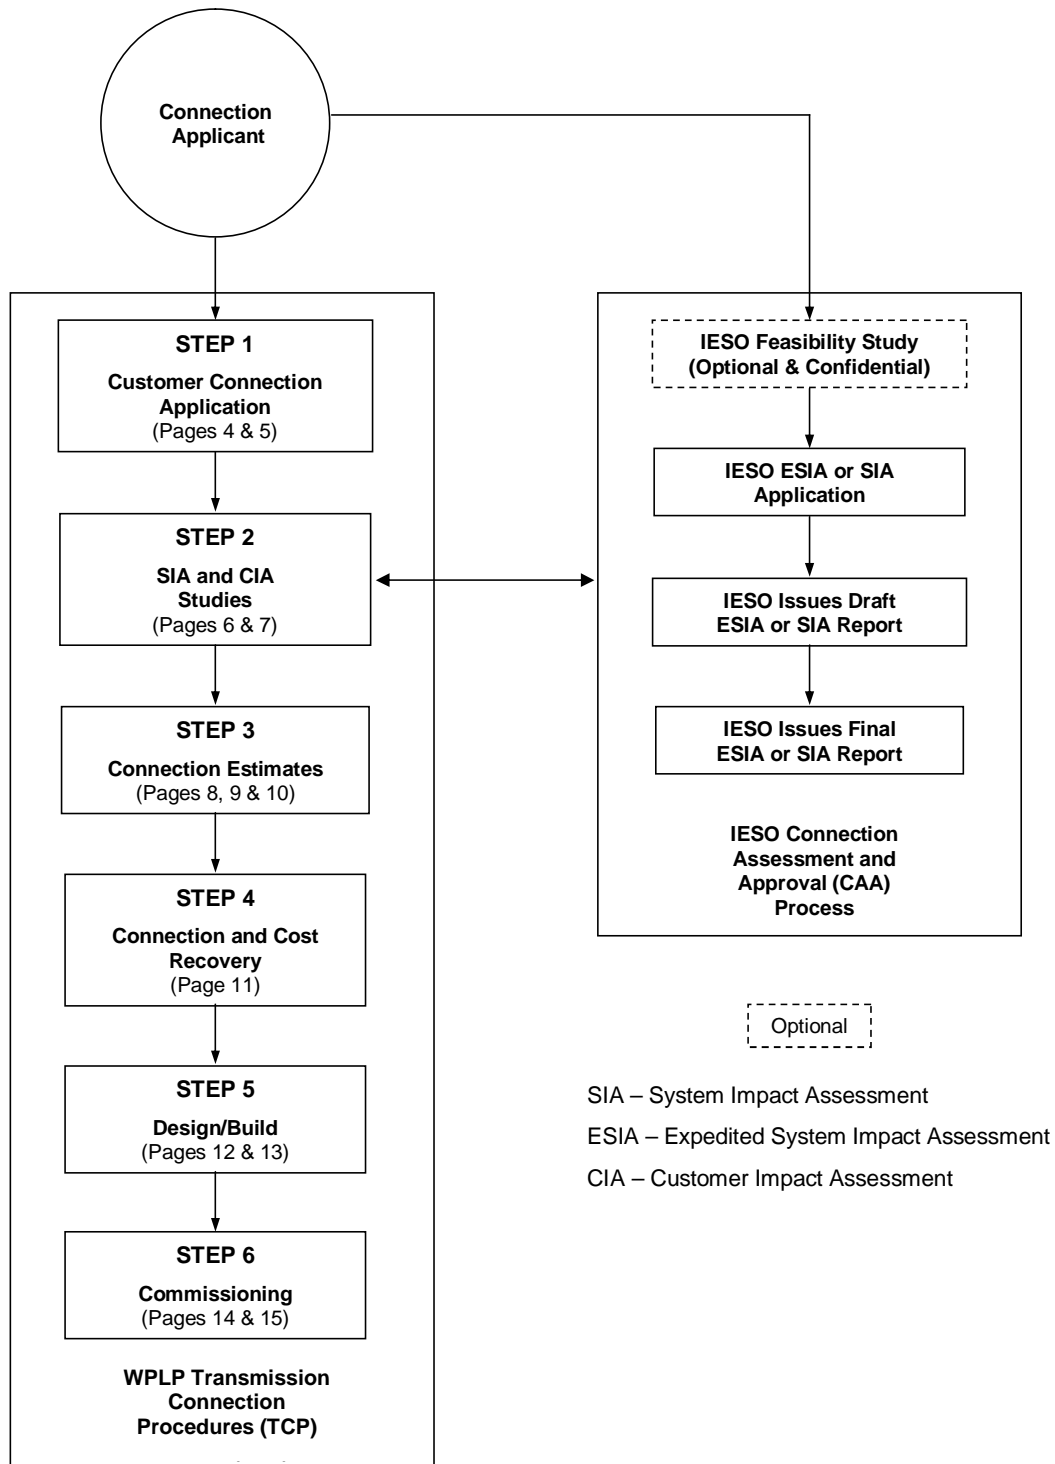 Connection
Applicant
STEP 1
Customer Connection
Application
(Pages 4 & 5)
STEP 2
SIA and CIA
Studies
(Pages 6 & 7)
STEP 3
Connection Estimates
(Pages 8, 9 & 10)
STEP 4
Connection and Cost
Recovery
(Page 11)
STEP 5
Design/Build
(Pages 12 & 13)
STEP 6
Commissioning
(Pages 14 & 15)
WPLP Transmission
Connection
Procedures (TCP)
IESO Feasibility Study
(Optional & Confidential)
IESO ESIA or SIA
Application
IESO Issues Draft
ESIA or SIA Report
IESO Issues Final
ESIA or SIA Report
IESO Connection
Assessment and
Approval (CAA)
Process
Optional
SIA – System Impact Assessment
ESIA – Expedited System Impact Assessment
CIA – Customer Impact Assessment